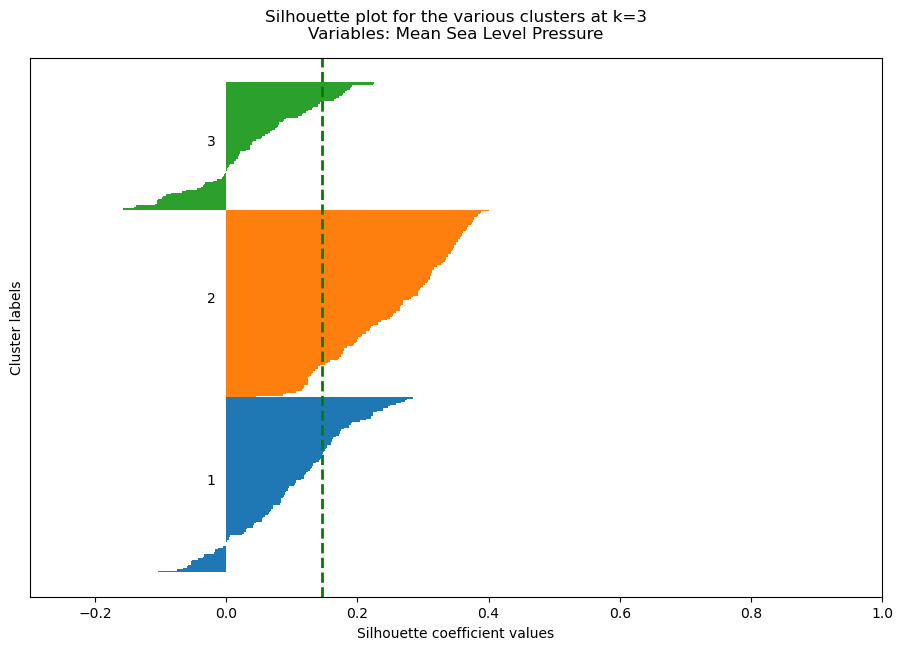 Silhouette plot for the various clusters at k=3
Variables: Mean Sea Level Pressure
Cluster labels
3
2
1
−0.2 0.0 0.2 0.4 0.6 0.8 1.0
Silhouette coefficient values